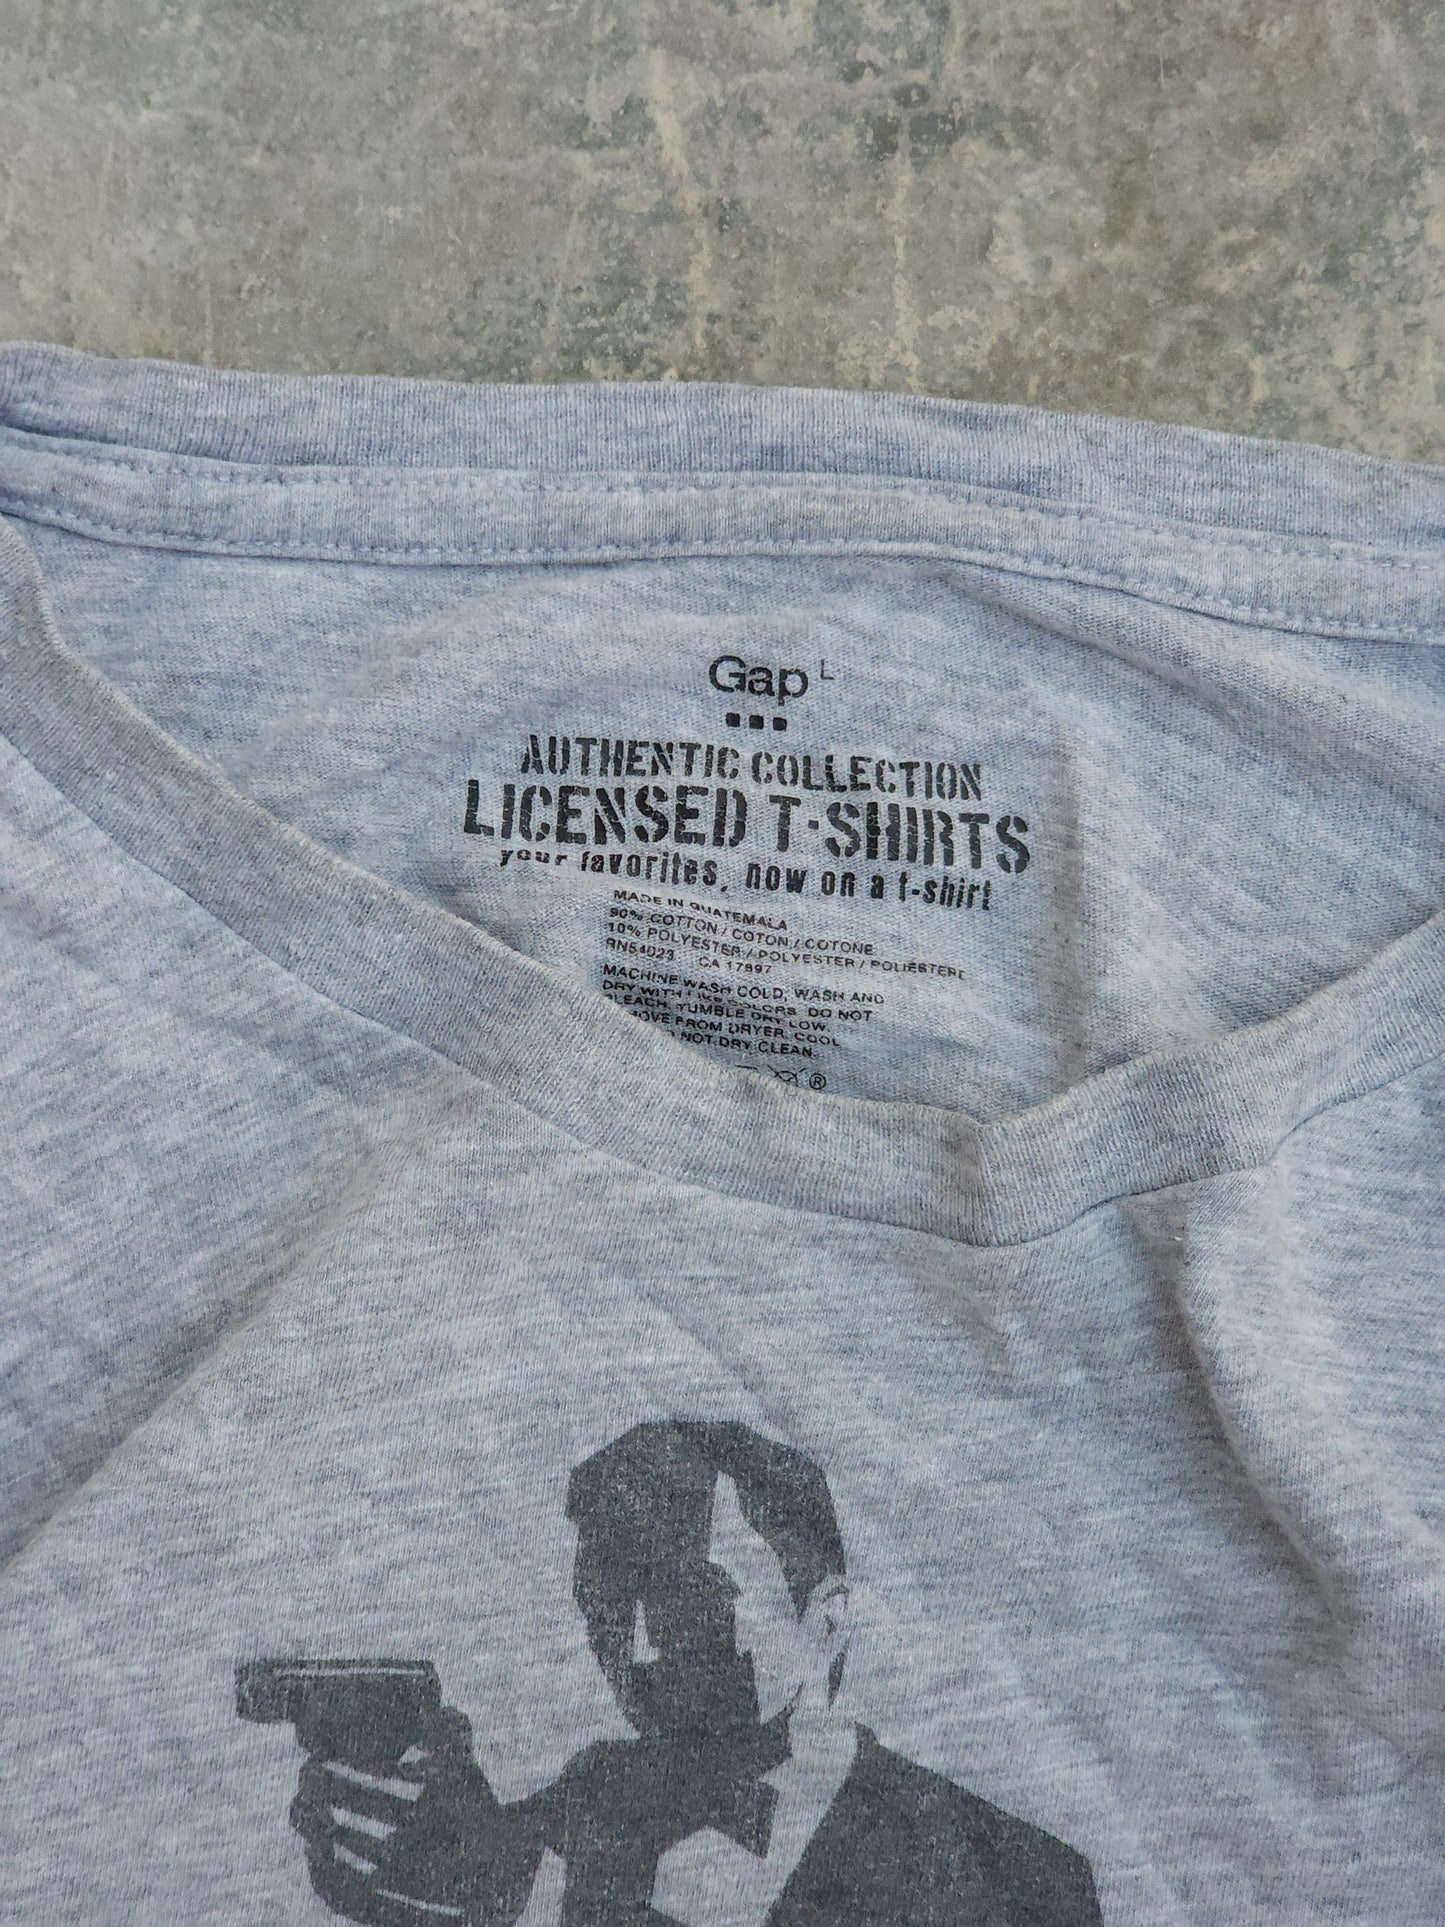 Gap L
AUTHENTIC COLLECTION
LICENSED T-SHIRTS
your favorites, now on a t-shirt
MADE IN GUATEMALA
90% COTTON / COTON / COTONE
10% POLYESTER / POLYESTER / POLIESTERE
RN54023 CA 17897
MACHINE WASH COLD, WASH AND
DRY WITH LIKE COLORS. DO NOT
BLEACH. TUMBLE DRY LOW.
MOVE FROM DRYER. COOL
NOT DRY CLEAN.
®